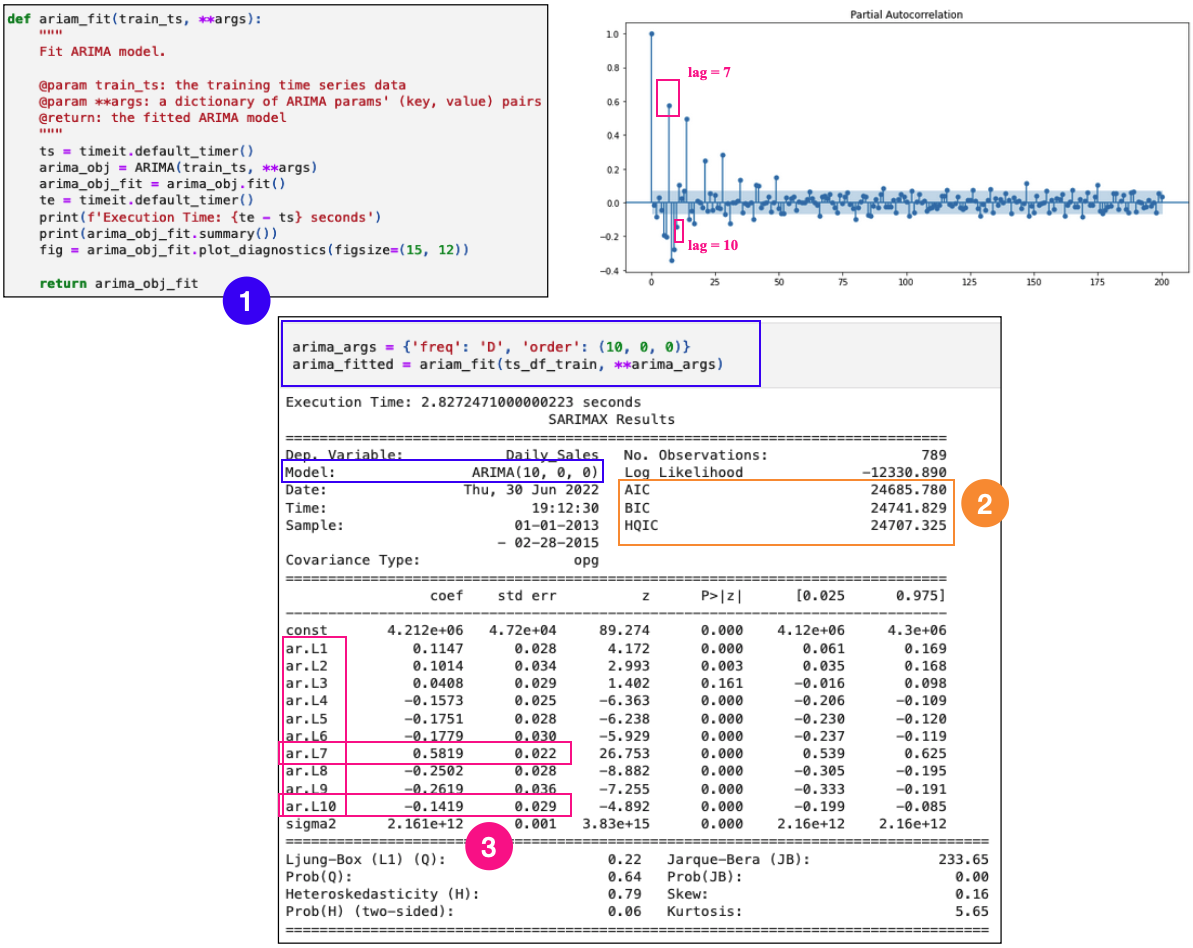 def ariam_fit(train_ts, **args):
"""
Fit ARIMA model.
@param train_ts: the training time series data
@param **args: a dictionary of ARIMA params' (key, value) pairs
@return: the fitted ARIMA model
"""
ts = timeit.default_timer()
arima_obj = ARIMA(train_ts, **args)
arima_obj_fit = arima_obj.fit()
te = timeit.default_timer()
print(f'Execution Time: {te - ts} seconds')
print(arima_obj_fit.summary())
fig = arima_obj_fit.plot_diagnostics(figsize=(15, 12))
return arima_obj_fit
1
Partial Autocorrelation
1.0
0.8
0.6
0.4
0.2
0.0
−0.2
−0.4
lag = 7
lag = 10
0 25 50 75 100 125 150 175 200
arima_args = {'freq': 'D', 'order': (10, 0, 0)}
arima_fitted = ariam_fit(ts_df_train, **arima_args)
Execution Time: 2.8272471000000223 seconds
SARIMAX Results
==============================================================================
Dep. Variable: Daily_Sales No. Observations: 789
Model: ARIMA(10, 0, 0) Log Likelihood -12330.890
Date: Thu, 30 Jun 2022 AIC 24685.780
Time: 19:12:30 BIC 24741.829
Sample: 01-01-2013 HQIC 24707.325
- 02-28-2015
2
Covariance Type: opg
==============================================================================
coef std err z P>|z| [0.025 0.975]
------------------------------------------------------------------------------
const 4.212e+06 4.72e+04 89.274 0.000 4.12e+06 4.3e+06
ar.L1 0.1147 0.028 4.172 0.000 0.061 0.169
ar.L2 0.1014 0.034 2.993 0.003 0.035 0.168
ar.L3 0.0408 0.029 1.402 0.161 -0.016 0.098
ar.L4 -0.1573 0.025 -6.363 0.000 -0.206 -0.109
ar.L5 -0.1751 0.028 -6.238 0.000 -0.230 -0.120
ar.L6 -0.1779 0.030 -5.929 0.000 -0.237 -0.119
ar.L7 0.5819 0.022 26.753 0.000 0.539 0.625
ar.L8 -0.2502 0.028 -8.882 0.000 -0.305 -0.195
ar.L9 -0.2619 0.036 -7.255 0.000 -0.333 -0.191
ar.L10 -0.1419 0.029 -4.892 0.000 -0.199 -0.085
sigma2 2.161e+12 0.001 3.83e+15 0.000 2.16e+12 2.16e+12
===================================================================================
3
Ljung-Box (L1) (Q): 0.22 Jarque-Bera (JB): 233.65
Prob(Q): 0.64 Prob(JB): 0.00
Heteroskedasticity (H): 0.79 Skew: 0.16
Prob(H) (two-sided): 0.06 Kurtosis: 5.65
===================================================================================